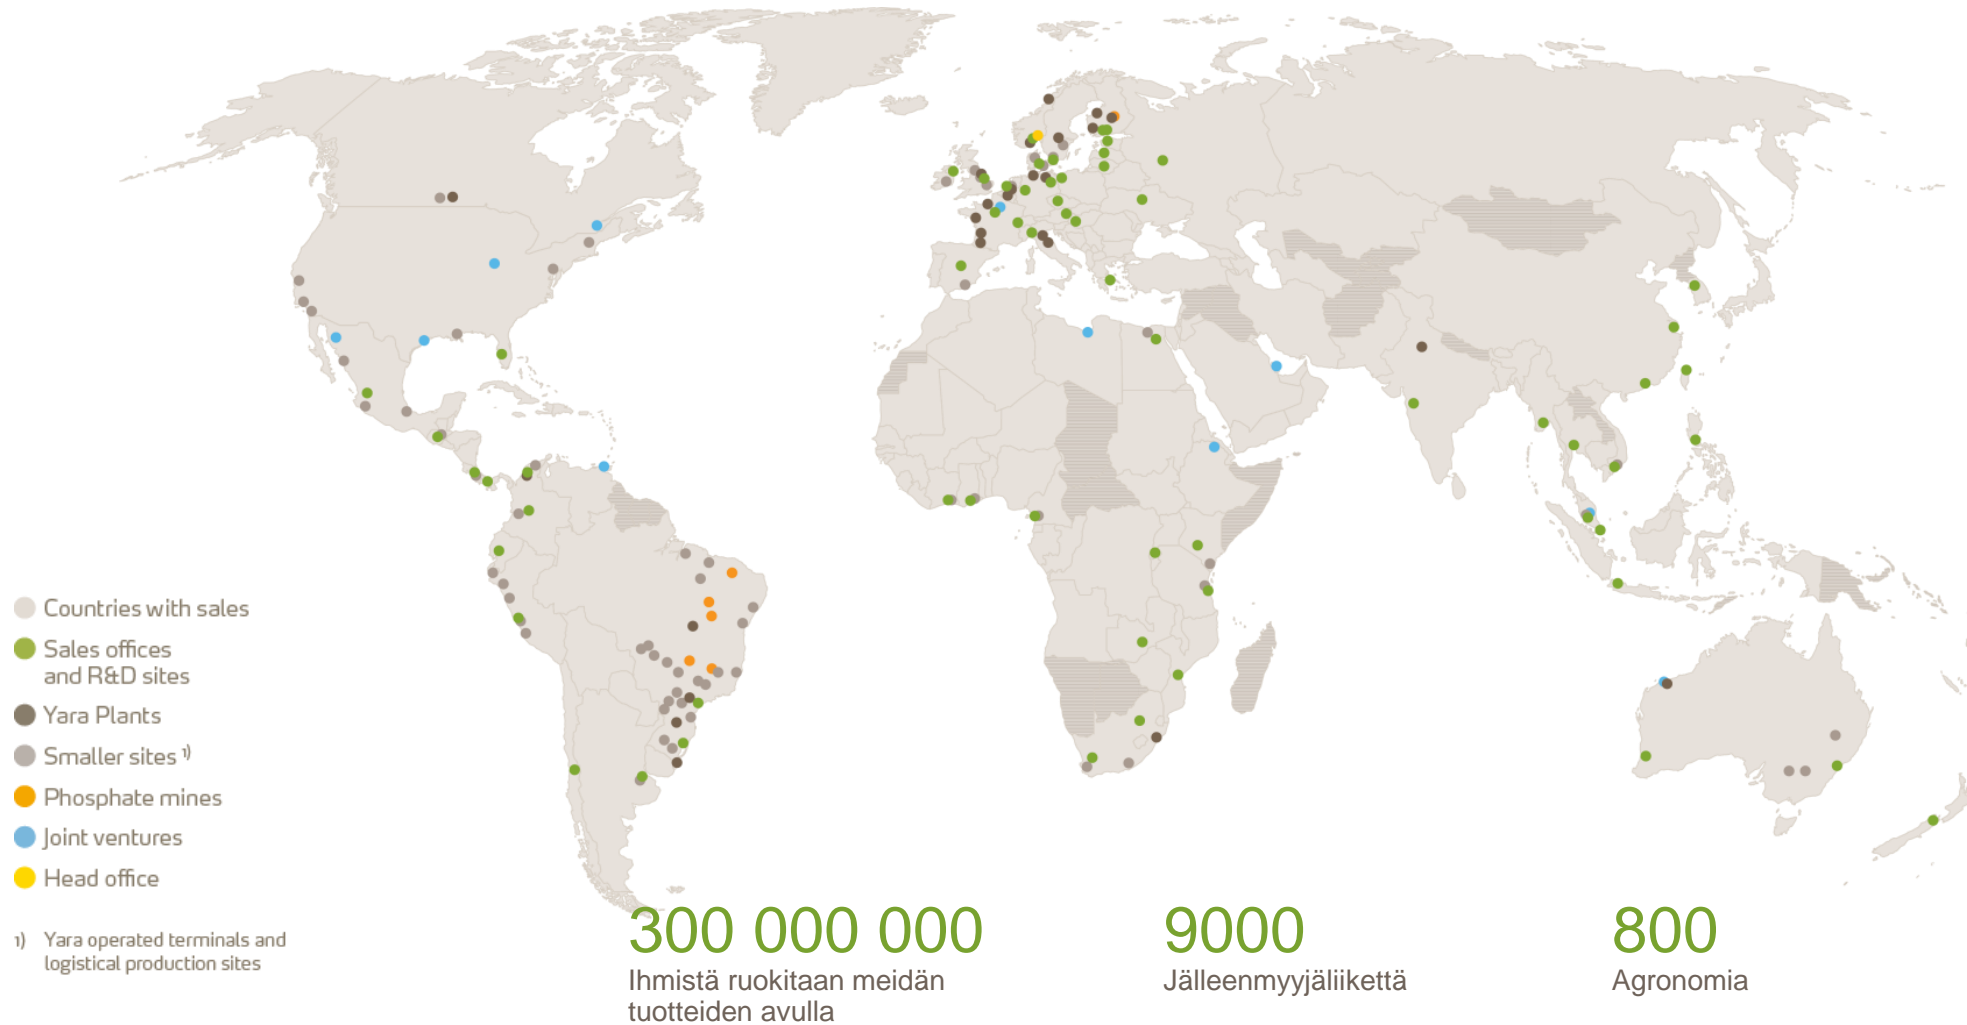 Countries with sales
Sales offices
and R&D sites
Yara Plants
Smaller sites ¹⁾
Phosphate mines
Joint ventures
Head office
1) Yara operated terminals and
logistical production sites
300 000 000
Ihmistä ruokitaan meidän
tuotteiden avulla
9000
Jälleenmyyjäliikettä
800
Agronomia